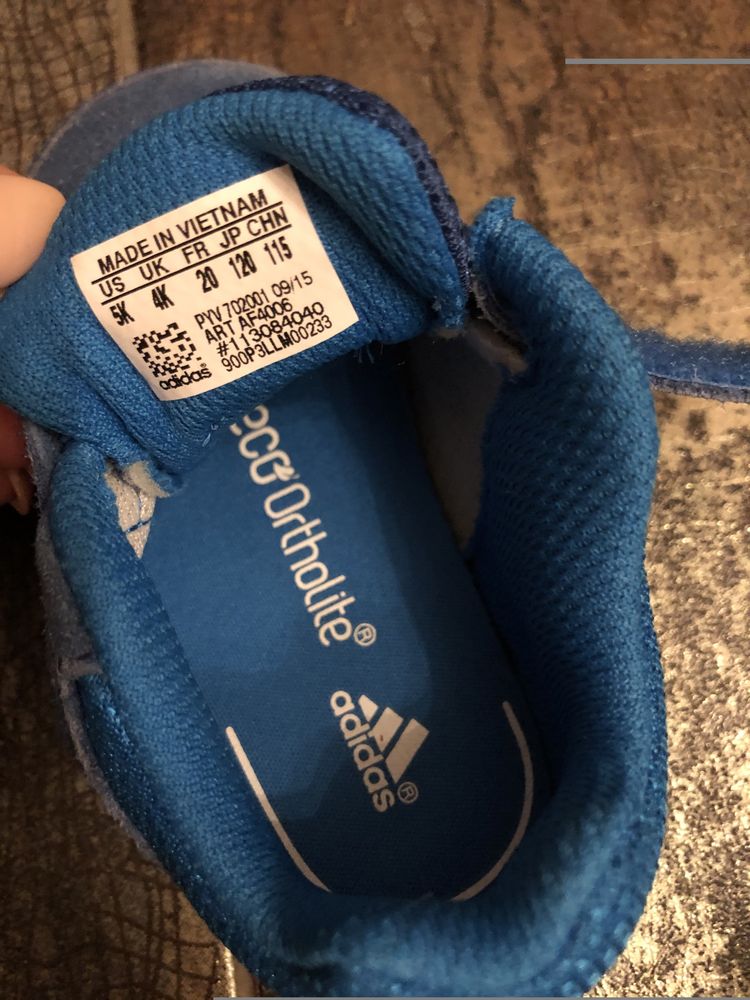 MADE IN VIETNAM
US UK FR JP CHN
5K 4K 20 120 115
PYV 702001 09/15
ART AF4006
#113084040
900P3LLM00233
adidas®
eco Ortholite®
adidas®